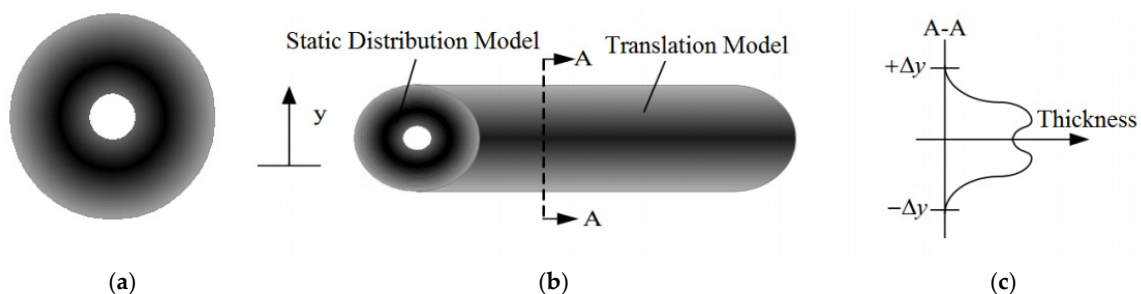 Static Distribution Model
Translation Model
A
y
A
(a)
(b)
A-A
+Δy
Thickness
−Δy
(c)